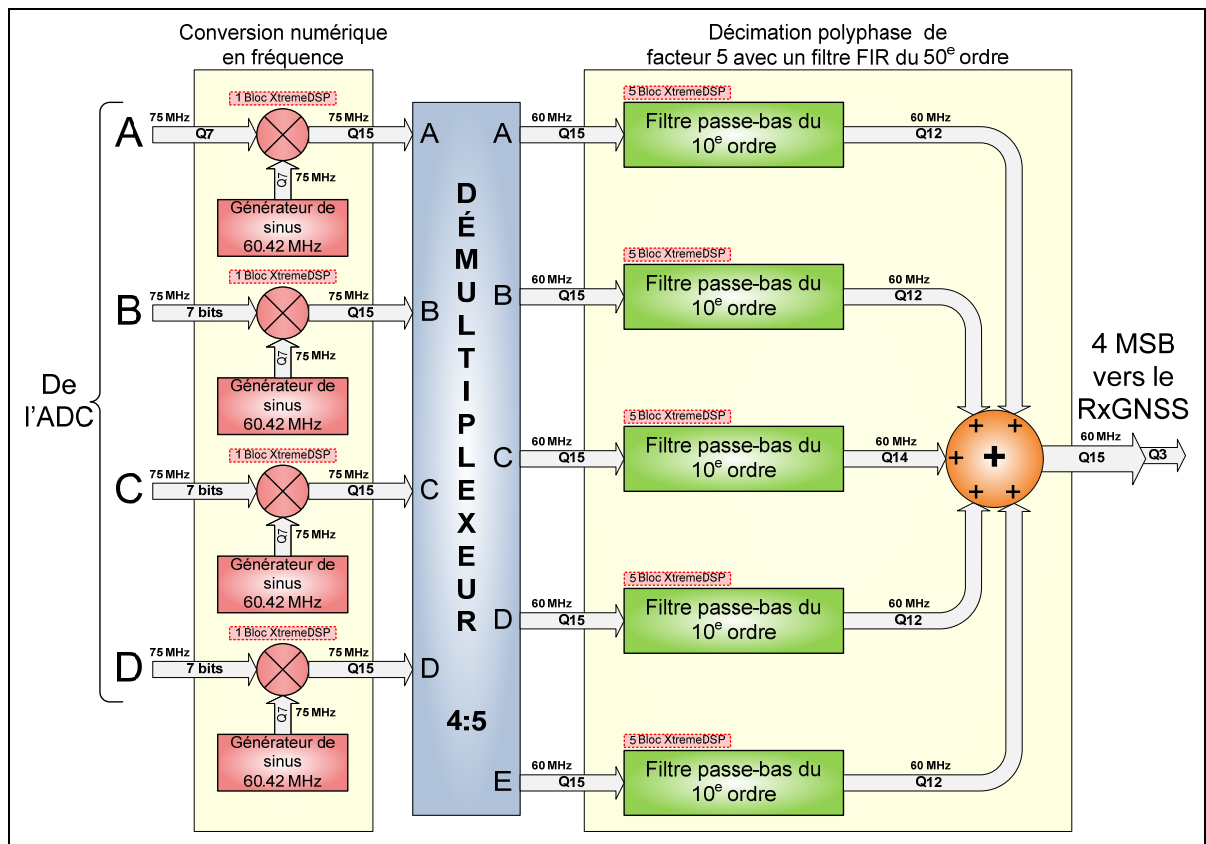 Conversion numérique
en fréquence
Décimation polyphase de
facteur 5 avec un filtre FIR du 50e ordre
De
l'ADC
A
75 MHz
Q7
1 Bloc XtremeDSP
75 MHz
Q15
Q7
75 MHz
Générateur de
sinus
60.42 MHz
B
75 MHz
7 bits
1 Bloc XtremeDSP
75 MHz
Q15
Q7
75 MHz
Générateur de
sinus
60.42 MHz
C
75 MHz
7 bits
1 Bloc XtremeDSP
75 MHz
Q15
Q7
75 MHz
Générateur de
sinus
60.42 MHz
D
75 MHz
7 bits
1 Bloc XtremeDSP
75 MHz
Q15
Q7
75 MHz
Générateur de
sinus
60.42 MHz
A
B
C
D
DÉMULTIPLEXEUR
4:5
A
B
C
D
E
60 MHz
Q15
5 Bloc XtremeDSP
Filtre passe-bas du
10e ordre
60 MHz
Q12
60 MHz
Q15
5 Bloc XtremeDSP
Filtre passe-bas du
10e ordre
60 MHz
Q12
60 MHz
Q15
5 Bloc XtremeDSP
Filtre passe-bas du
10e ordre
60 MHz
Q14
60 MHz
Q15
5 Bloc XtremeDSP
Filtre passe-bas du
10e ordre
60 MHz
Q12
60 MHz
Q15
5 Bloc XtremeDSP
Filtre passe-bas du
10e ordre
60 MHz
Q12
+ +
+ +
+ +
4 MSB
vers le
RxGNSS
60 MHz
Q15
Q3